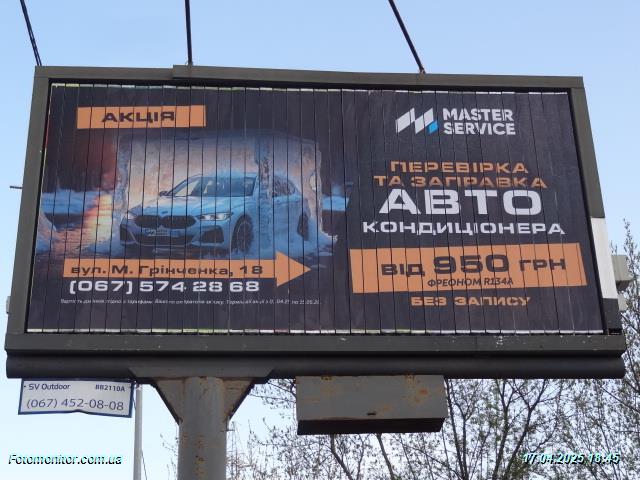 АКЦІЯ
MASTER
SERVICE
ПЕРЕВІРКА
ТА ЗАПРАВКА
АВТО
КОНДИЦІОНЕРА
вул. М. Грінченка, 18
(067) 574 28 68
ВІД 950 ГРН
ФРЕОНОМ R134A
БЕЗ ЗАПИСУ
SV Outdoor BB2110A
(067) 452-08-08
Fotomonitor.com.ua
17.04.2025 18:45